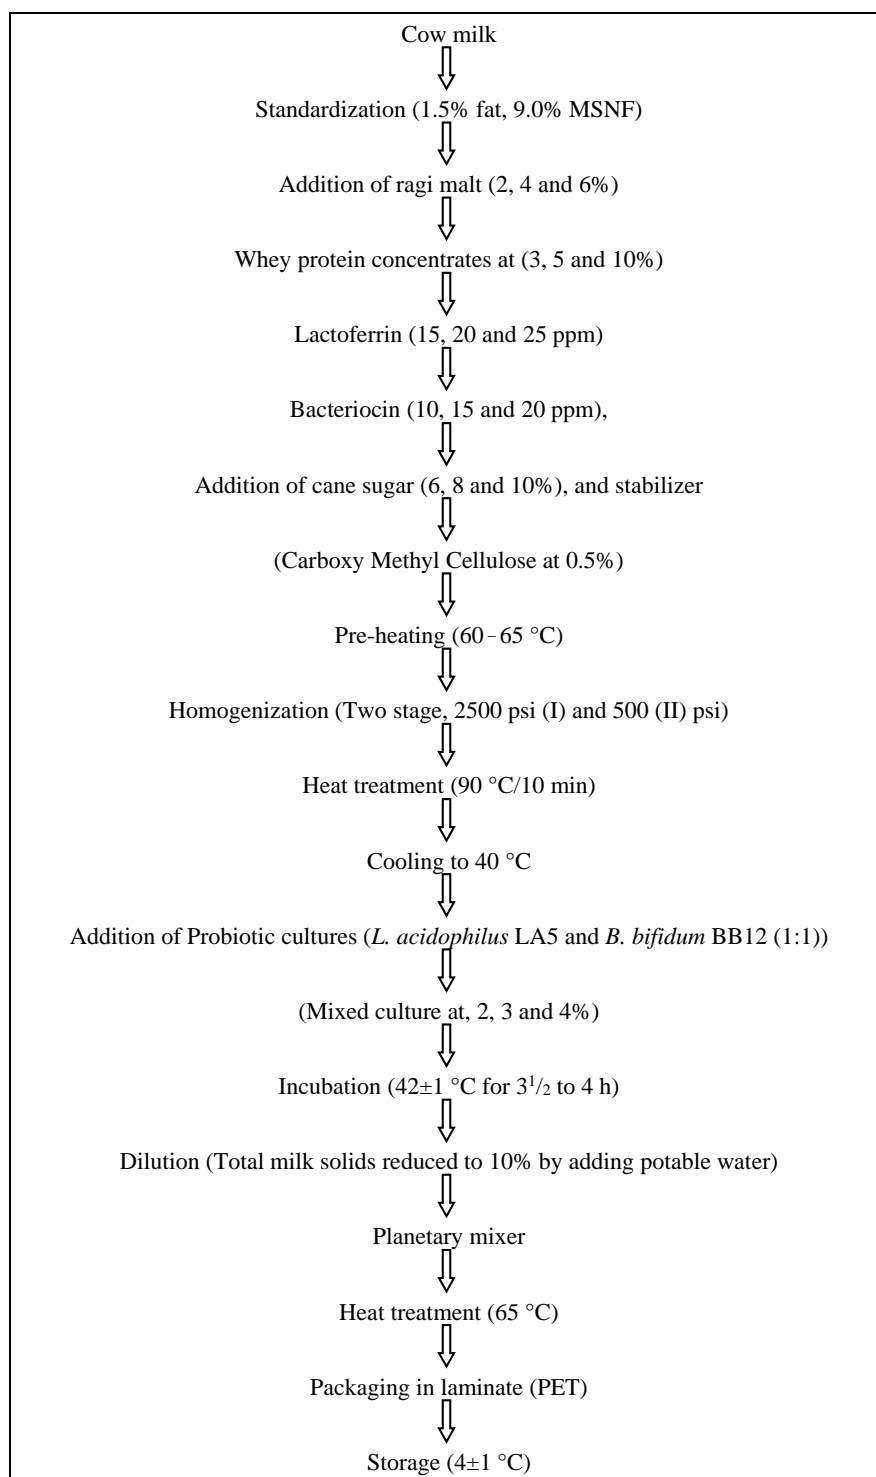 Cow milk
Standardization (1.5% fat, 9.0% MSNF)
Addition of ragi malt (2, 4 and 6%)
Whey protein concentrates at (3, 5 and 10%)
Lactoferrin (15, 20 and 25 ppm)
Bacteriocin (10, 15 and 20 ppm),
Addition of cane sugar (6, 8 and 10%), and stabilizer
(Carboxy Methyl Cellulose at 0.5%)
Pre-heating (60-65 °C)
Homogenization (Two stage, 2500 psi (I) and 500 (II) psi)
Heat treatment (90 °C/10 min)
Cooling to 40 °C
Addition of Probiotic cultures (L. acidophilus LA5 and B. bifidum BB12 (1:1))
(Mixed culture at, 2, 3 and 4%)
Incubation (42±1 °C for 3¹/₂ to 4 h)
Dilution (Total milk solids reduced to 10% by adding potable water)
Planetary mixer
Heat treatment (65 °C)
Packaging in laminate (PET)
Storage (4±1 °C)